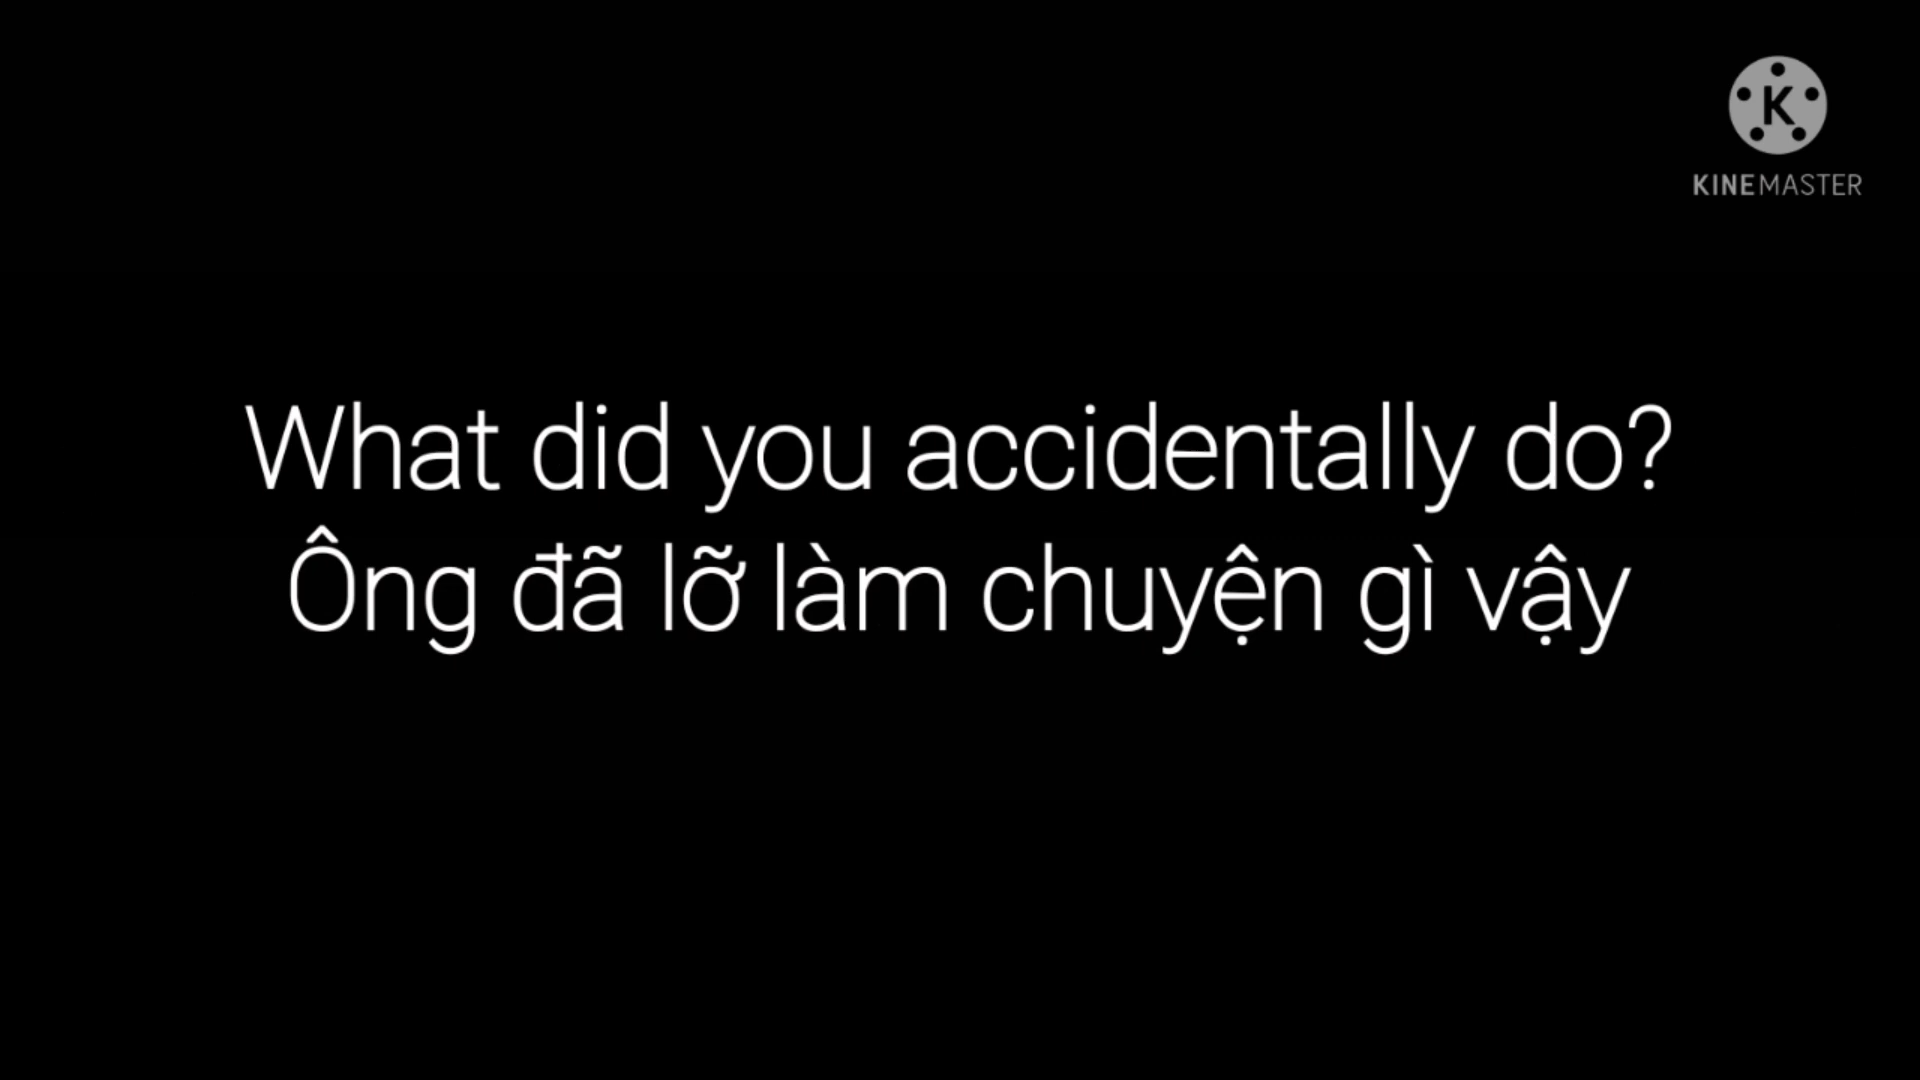 K
KINEMASTER
What did you accidentally do?
Ông đã lỡ làm chuyện gì vậy